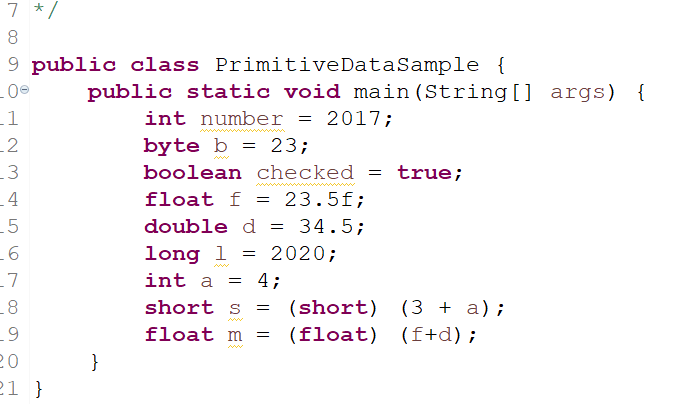 7 */
8
9 public class PrimitiveDataSample {
10 public static void main(String[] args) {
11 int number = 2017;
12 byte b = 23;
13 boolean checked = true;
14 float f = 23.5f;
15 double d = 34.5;
16 long l = 2020;
17 int a = 4;
18 short s = (short) (3 + a);
19 float m = (float) (f+d);
20 }
21 }